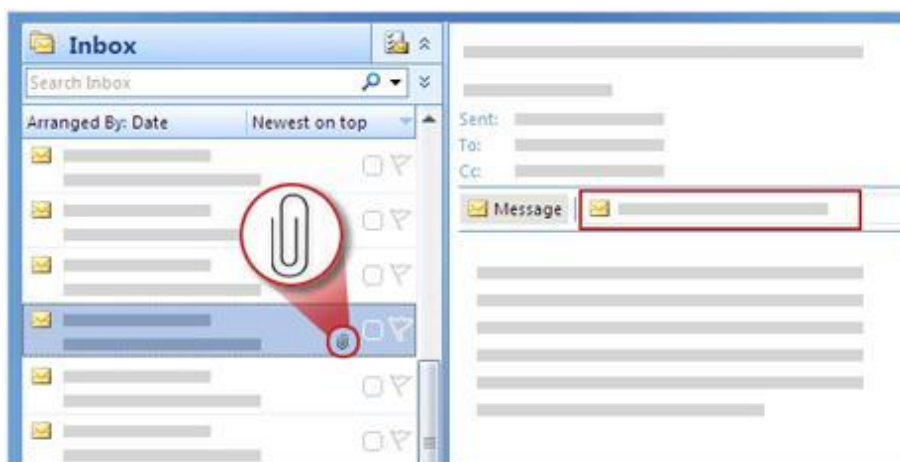 Inbox
Search Inbox
Arranged By: Date Newest on top
Sent:
To:
Cc:
Message